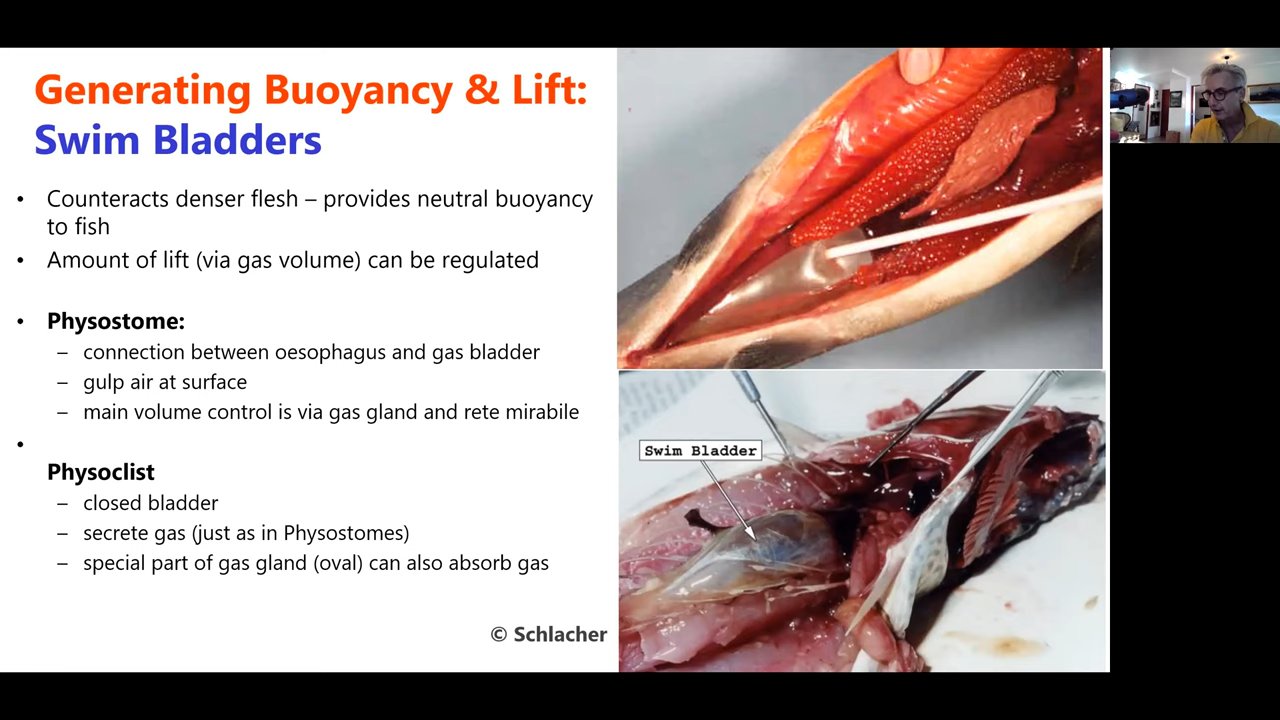 Generating Buoyancy & Lift:
Swim Bladders
• Counteracts denser flesh – provides neutral buoyancy
to fish
• Amount of lift (via gas volume) can be regulated
• Physostome:
– connection between oesophagus and gas bladder
– gulp air at surface
– main volume control is via gas gland and rete mirabile
•
Physoclist
– closed bladder
– secrete gas (just as in Physostomes)
– special part of gas gland (oval) can also absorb gas
© Schlacher
Swim Bladder